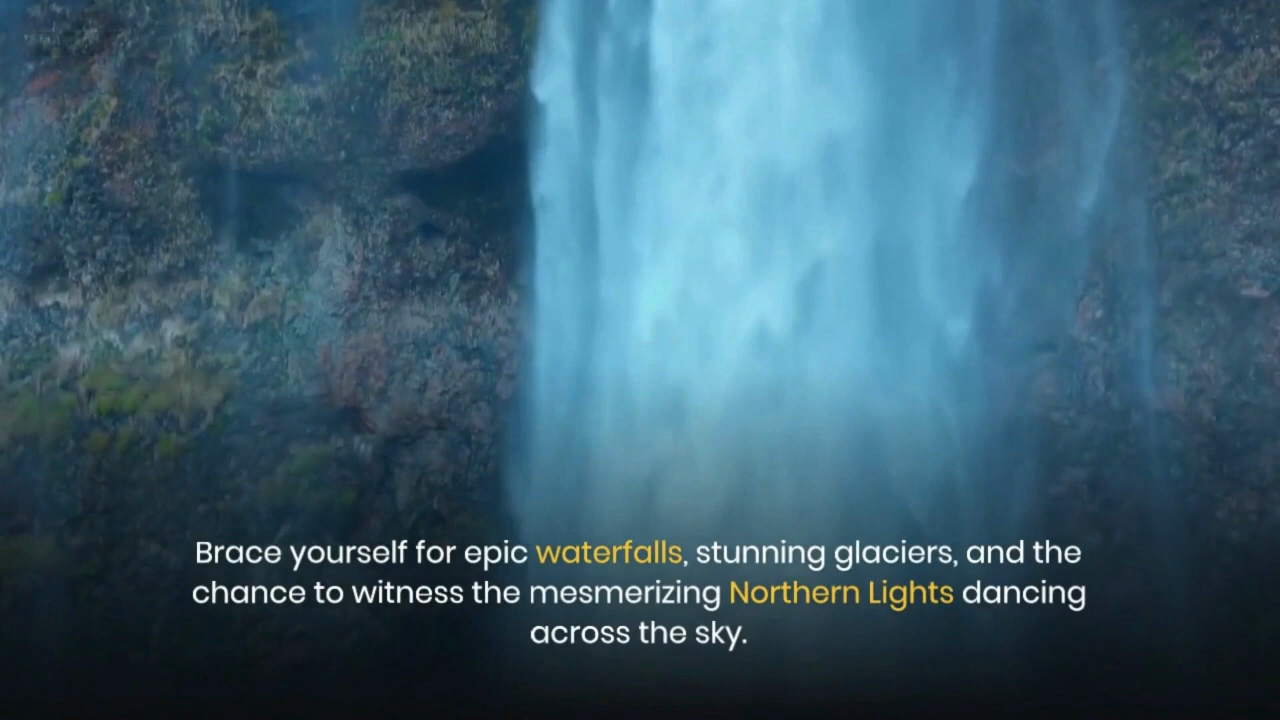 Brace yourself for epic waterfalls, stunning glaciers, and the
chance to witness the mesmerizing Northern Lights dancing
across the sky.